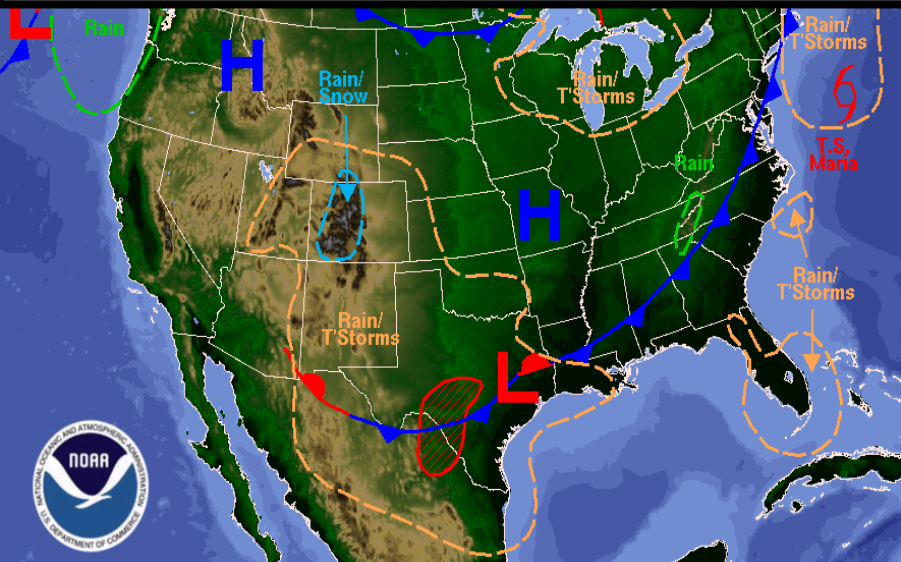 L
Rain
H
Rain/
Snow
Rain/
T'Storms
Rain/
T'Storms
T.S.
Maria
Rain
H
Rain/
T'Storms
Rain/
T'Storms
L
NATIONAL OCEANIC AND ATMOSPHERIC ADMINISTRATION
NOAA
U.S. DEPARTMENT OF COMMERCE